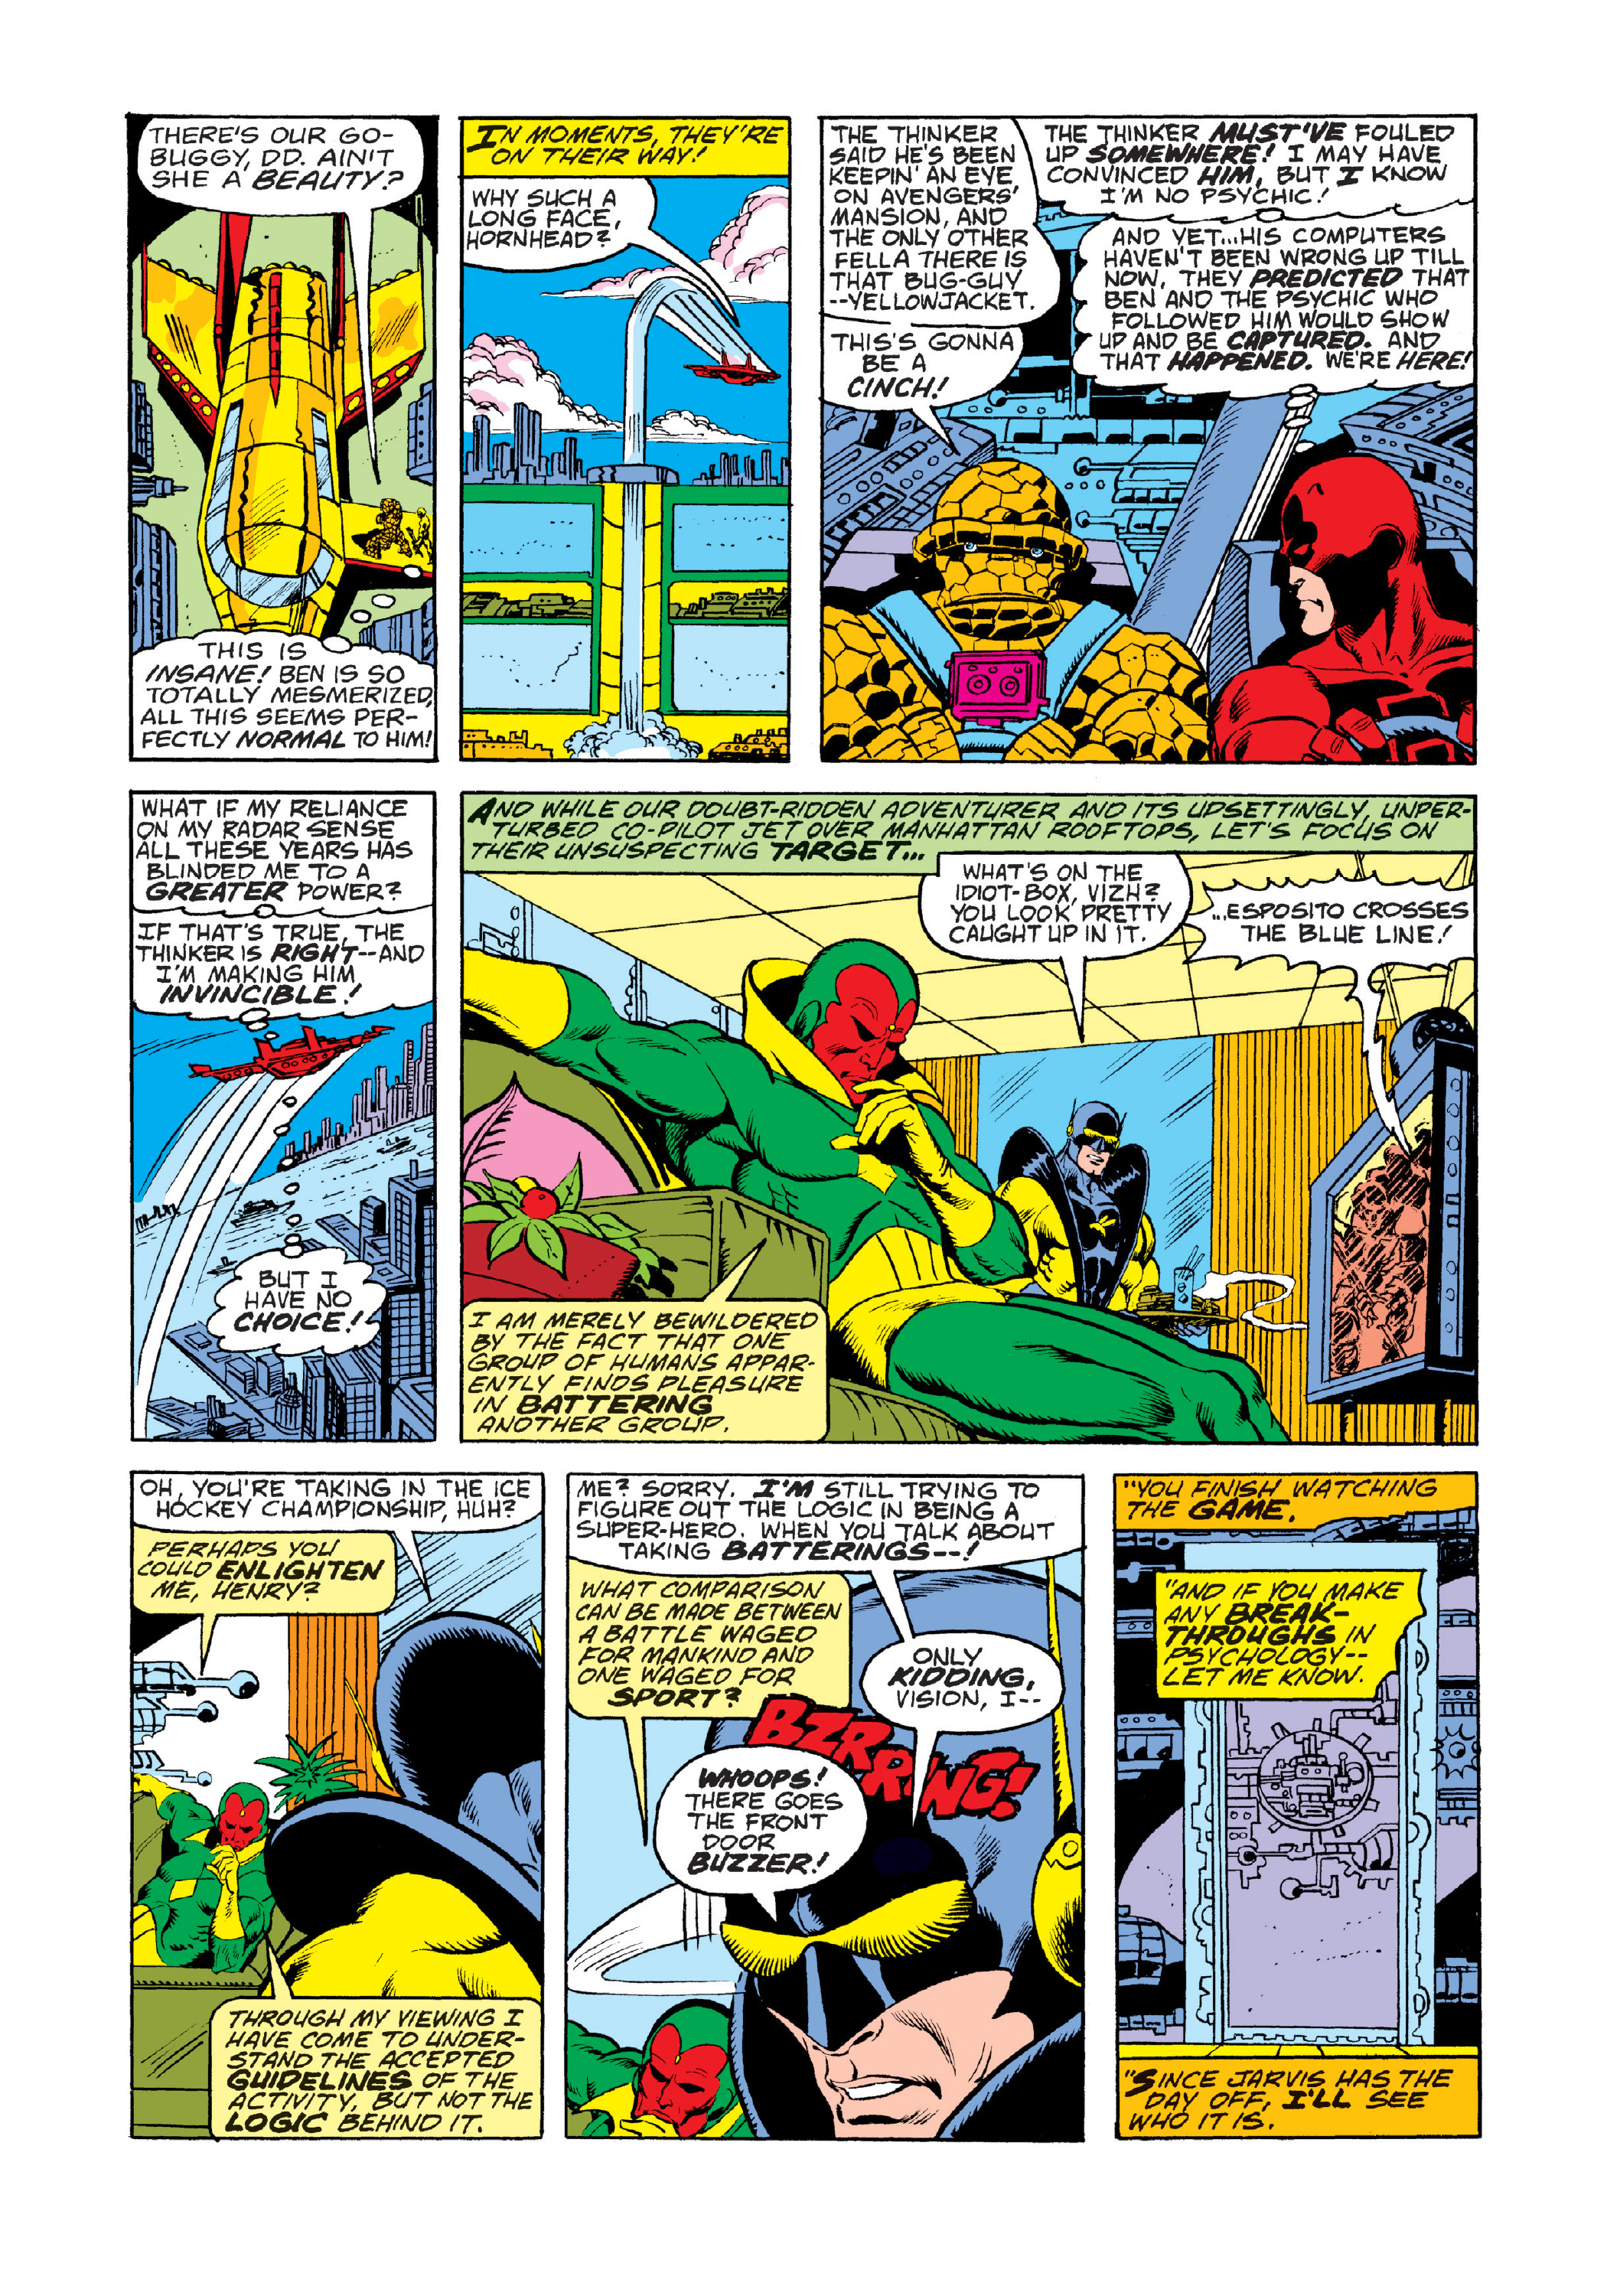 THERE'S OUR GO-
BUGGY, DD. AIN'T
SHE A BEAUTY?
THIS IS
INSANE! BEN IS SO
TOTALLY MESMERIZED,
ALL THIS SEEMS PER-
FECTLY NORMAL TO HIM!
IN MOMENTS, THEY'RE
ON THEIR WAY!
WHY SUCH A
LONG FACE,
HORNHEAD?
THE THINKER
SAID HE'S BEEN
KEEPIN' AN EYE
ON AVENGERS'
MANSION, AND
THE ONLY OTHER
FELLA THERE IS
THAT BUG-GUY
--YELLOWJACKET.
THIS'S GONNA
BE A
CINCH!
THE THINKER MUST'VE FOULED
UP SOMEWHERE! I MAY HAVE
CONVINCED HIM, BUT I KNOW
I'M NO PSYCHIC!
AND YET...HIS COMPUTERS
HAVEN'T BEEN WRONG UP TILL
NOW. THEY PREDICTED THAT
BEN AND THE PSYCHIC WHO
FOLLOWED HIM WOULD SHOW
UP AND BE CAPTURED. AND
THAT HAPPENED. WE'RE HERE!
WHAT IF MY RELIANCE
ON MY RADAR SENSE
ALL THESE YEARS HAS
BLINDED ME TO A
GREATER POWER?
IF THAT'S TRUE, THE
THINKER IS RIGHT--AND
I'M MAKING HIM
INVINCIBLE!
BUT I
HAVE NO
CHOICE!
AND WHILE OUR DOUBT-RIDDEN ADVENTURER AND ITS UPSETTINGLY, UNPER-
TURBED CO-PILOT JET OVER MANHATTAN ROOFTOPS, LET'S FOCUS ON
THEIR UNSUSPECTING TARGET...
WHAT'S ON THE
IDIOT-BOX, VIZH?
YOU LOOK PRETTY
CAUGHT UP IN IT.
...ESPOSITO CROSSES
THE BLUE LINE!
I AM MERELY BEWILDERED
BY THE FACT THAT ONE
GROUP OF HUMANS APPAR-
ENTLY FINDS PLEASURE
IN BATTERING
ANOTHER GROUP.
OH, YOU'RE TAKING IN THE ICE
HOCKEY CHAMPIONSHIP, HUH?
PERHAPS YOU
COULD ENLIGHTEN
ME, HENRY?
THROUGH MY VIEWING I
HAVE COME TO UNDER-
STAND THE ACCEPTED
GUIDELINES OF THE
ACTIVITY, BUT NOT THE
LOGIC BEHIND IT.
ME? SORRY. I'M STILL TRYING TO
FIGURE OUT THE LOGIC IN BEING A
SUPER-HERO. WHEN YOU TALK ABOUT
TAKING BATTERINGS--!
WHAT COMPARISON
CAN BE MADE BETWEEN
A BATTLE WAGED
FOR MANKIND AND
ONE WAGED FOR
SPORT?
ONLY
KIDDING,
VISION, I--
BZRRRING!
WHOOPS!
THERE GOES
THE FRONT
DOOR
BUZZER!
"YOU FINISH WATCHING
THE GAME.
"AND IF YOU MAKE
ANY BREAK-
THROUGHS IN
PSYCHOLOGY--
LET ME KNOW.
"SINCE JARVIS HAS THE
DAY OFF, I'LL SEE
WHO IT IS.